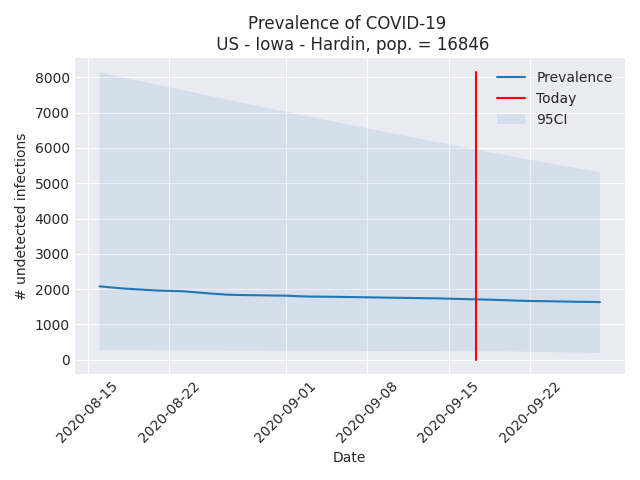 Prevalence of COVID-19
US - Iowa - Hardin, pop. = 16846
Prevalence
Today
95CI
# undetected infections
8000
7000
6000
5000
4000
3000
2000
1000
0
2020-08-15
2020-08-22
2020-09-01
2020-09-08
2020-09-15
2020-09-22
Date